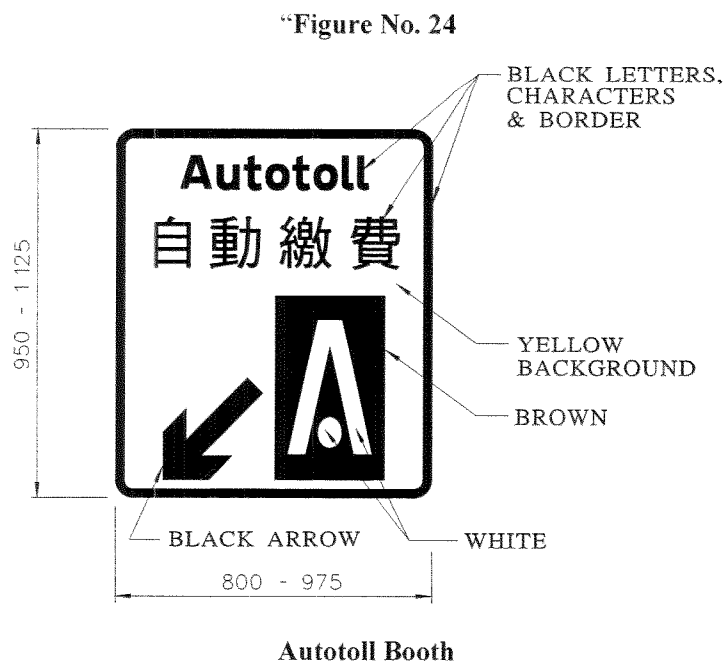 “Figure No. 24
BLACK LETTERS,
CHARACTERS
& BORDER
Autotoll
自動繳費
950 - 1125
YELLOW
BACKGROUND
BROWN
BLACK ARROW
WHITE
800 - 975
Autotoll Booth